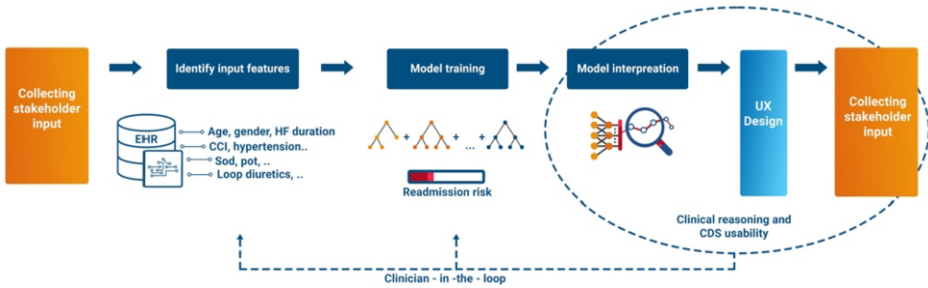 Collecting
stakeholder
input
Identify input features
EHR
Age, gender, HF duration
CCI, hypertension..
Sod, pot, ..
Loop diuretics, ..
Model training
+
+
...
+
Readmission risk
Model interpreation
UX
Design
Collecting
stakeholder
input
Clinical reasoning and
CDS usability
Clinician - in -the - loop